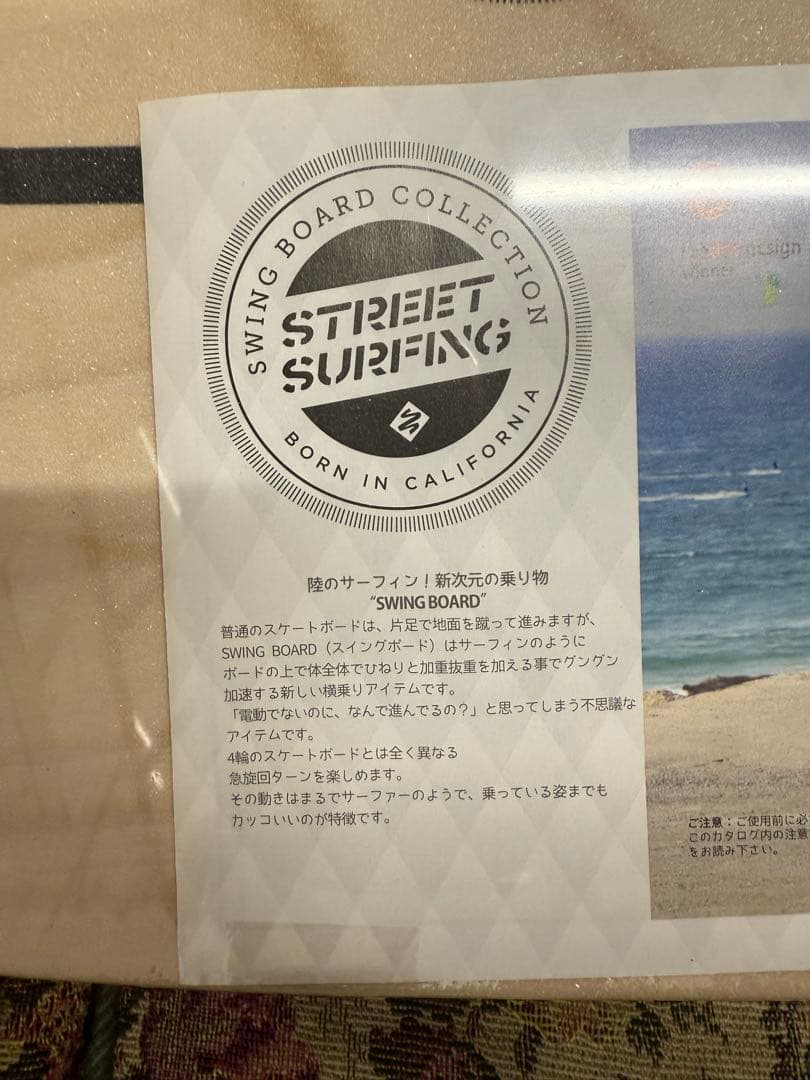 SWING BOARD COLLECTION
STREET
SURFING
BORN IN CALIFORNIA
陸のサーフィン！新次元の乗り物
“SWING BOARD”
普通のスケートボードは、片足で地面を蹴って進みますが、
SWING BOARD（スイングボード）はサーフィンのように
ボードの上で体全体でひねりと加重抜重を加える事でグングン
加速する新しい横乗りアイテムです。
「電動でないのに、なんで進んでるの？」と思ってしまう不思議な
アイテムです。
4輪のスケートボードとは全く異なる
急旋回ターンを楽しめます。
その動きはまるでサーファーのようで、乗っている姿までも
カッコいいのが特徴です。
design
winner
ご注意：ご使用前に必
このカタログ内の注意
をお読み下さい。